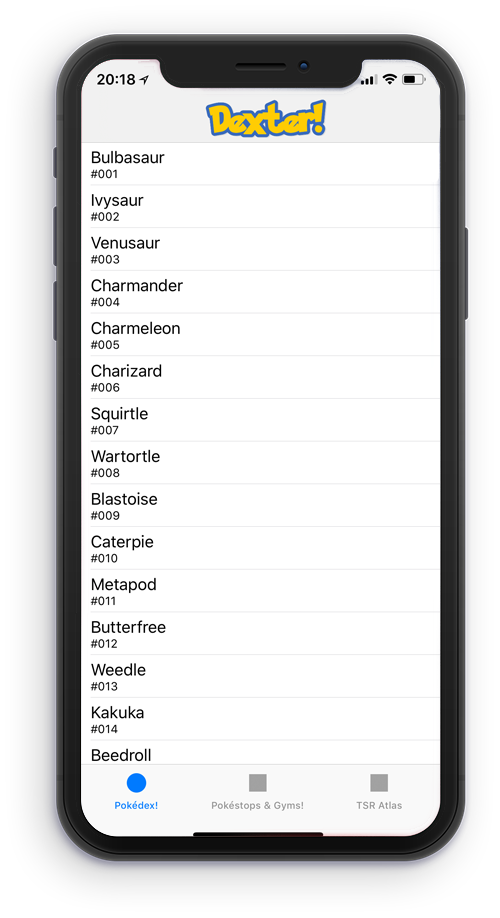 20:18
Dexter!
Bulbasaur
#001
Ivysaur
#002
Venusaur
#003
Charmander
#004
Charmeleon
#005
Charizard
#006
Squirtle
#007
Wartortle
#008
Blastoise
#009
Caterpie
#010
Metapod
#011
Butterfree
#012
Weedle
#013
Kakuka
#014
Beedroll
Pokédex!
Pokéstops & Gyms!
TSR Atlas